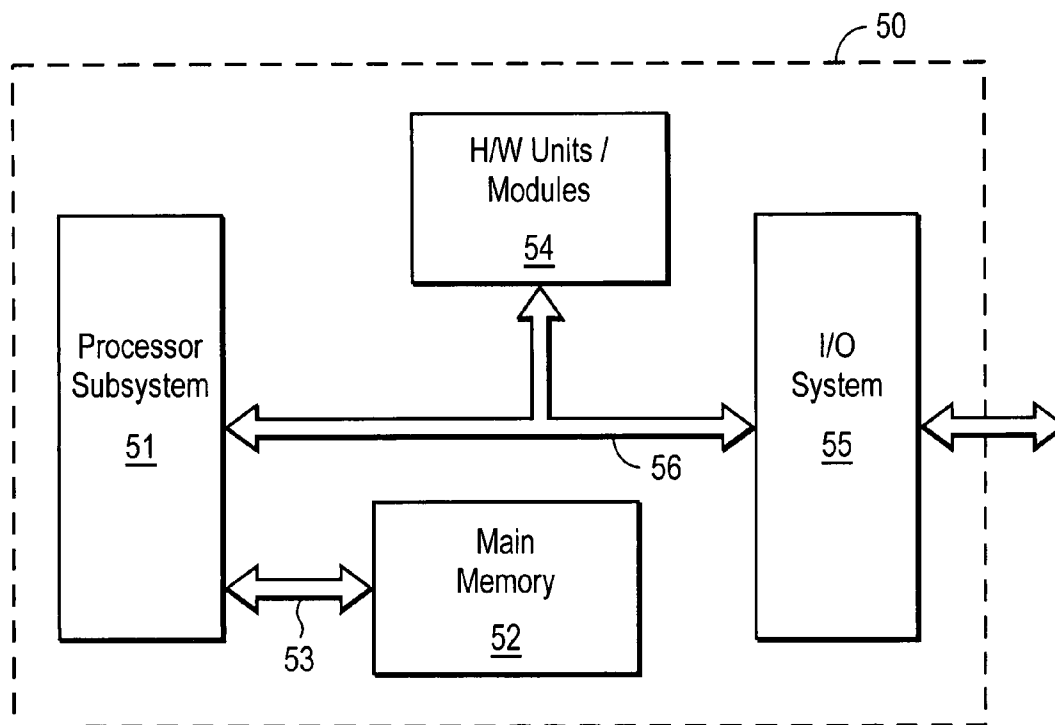 50
H/W Units /
Modules
54
Processor
Subsystem
51
I/O
System
55
56
Main
Memory
52
53